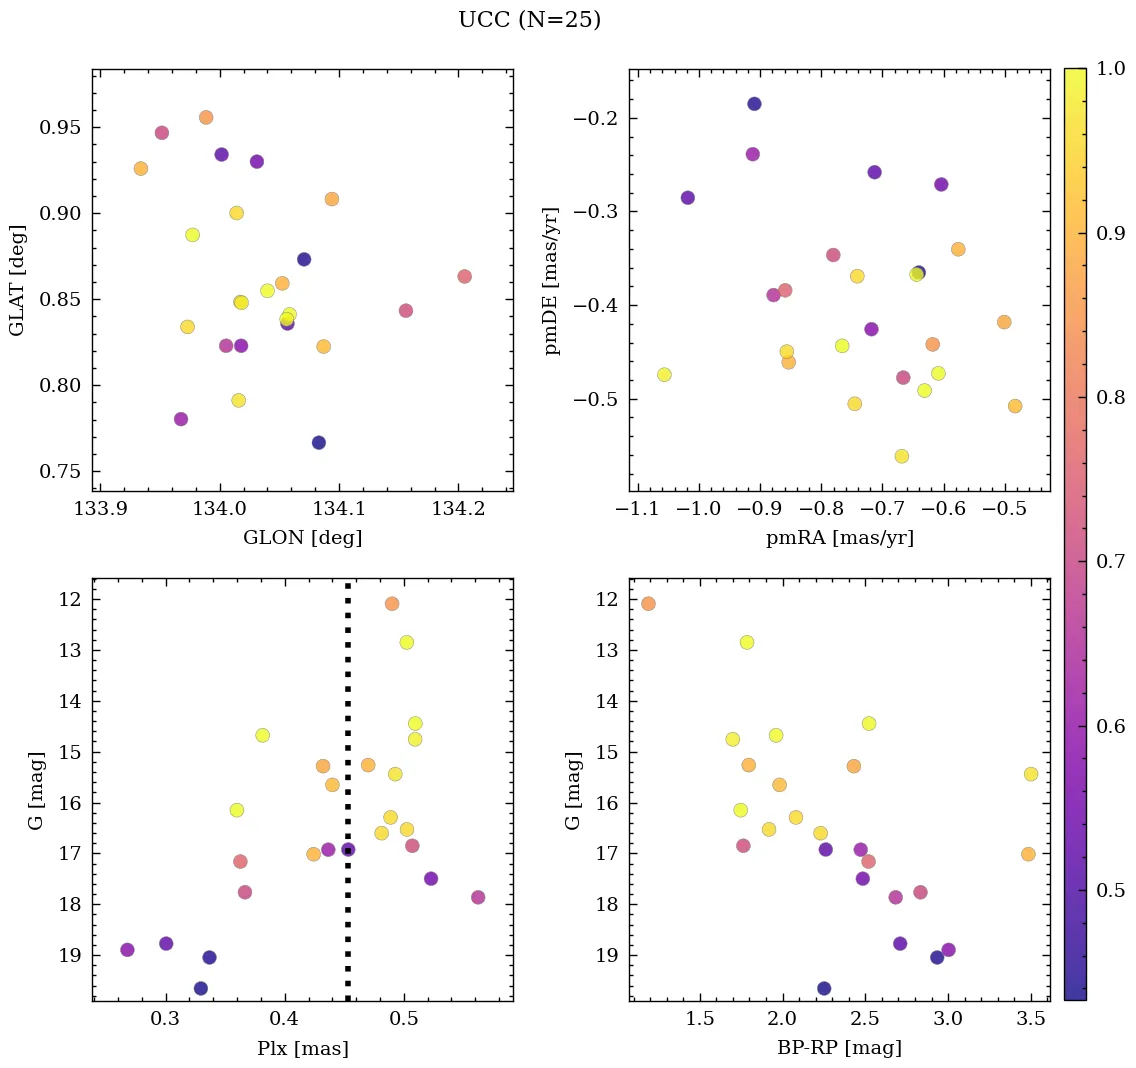 UCC (N=25)
0.95
0.90
0.85
0.80
0.75
GLAT [deg]
133.9 134.0 134.1 134.2
GLON [deg]
−0.2
−0.3
−0.4
−0.5
pmDE [mas/yr]
−1.1 −1.0 −0.9 −0.8 −0.7 −0.6 −0.5
pmRA [mas/yr]
12
13
14
15
16
17
18
19
G [mag]
0.3 0.4 0.5
Plx [mas]
12
13
14
15
16
17
18
19
G [mag]
1.5 2.0 2.5 3.0 3.5
BP-RP [mag]
1.0
0.9
0.8
0.7
0.6
0.5